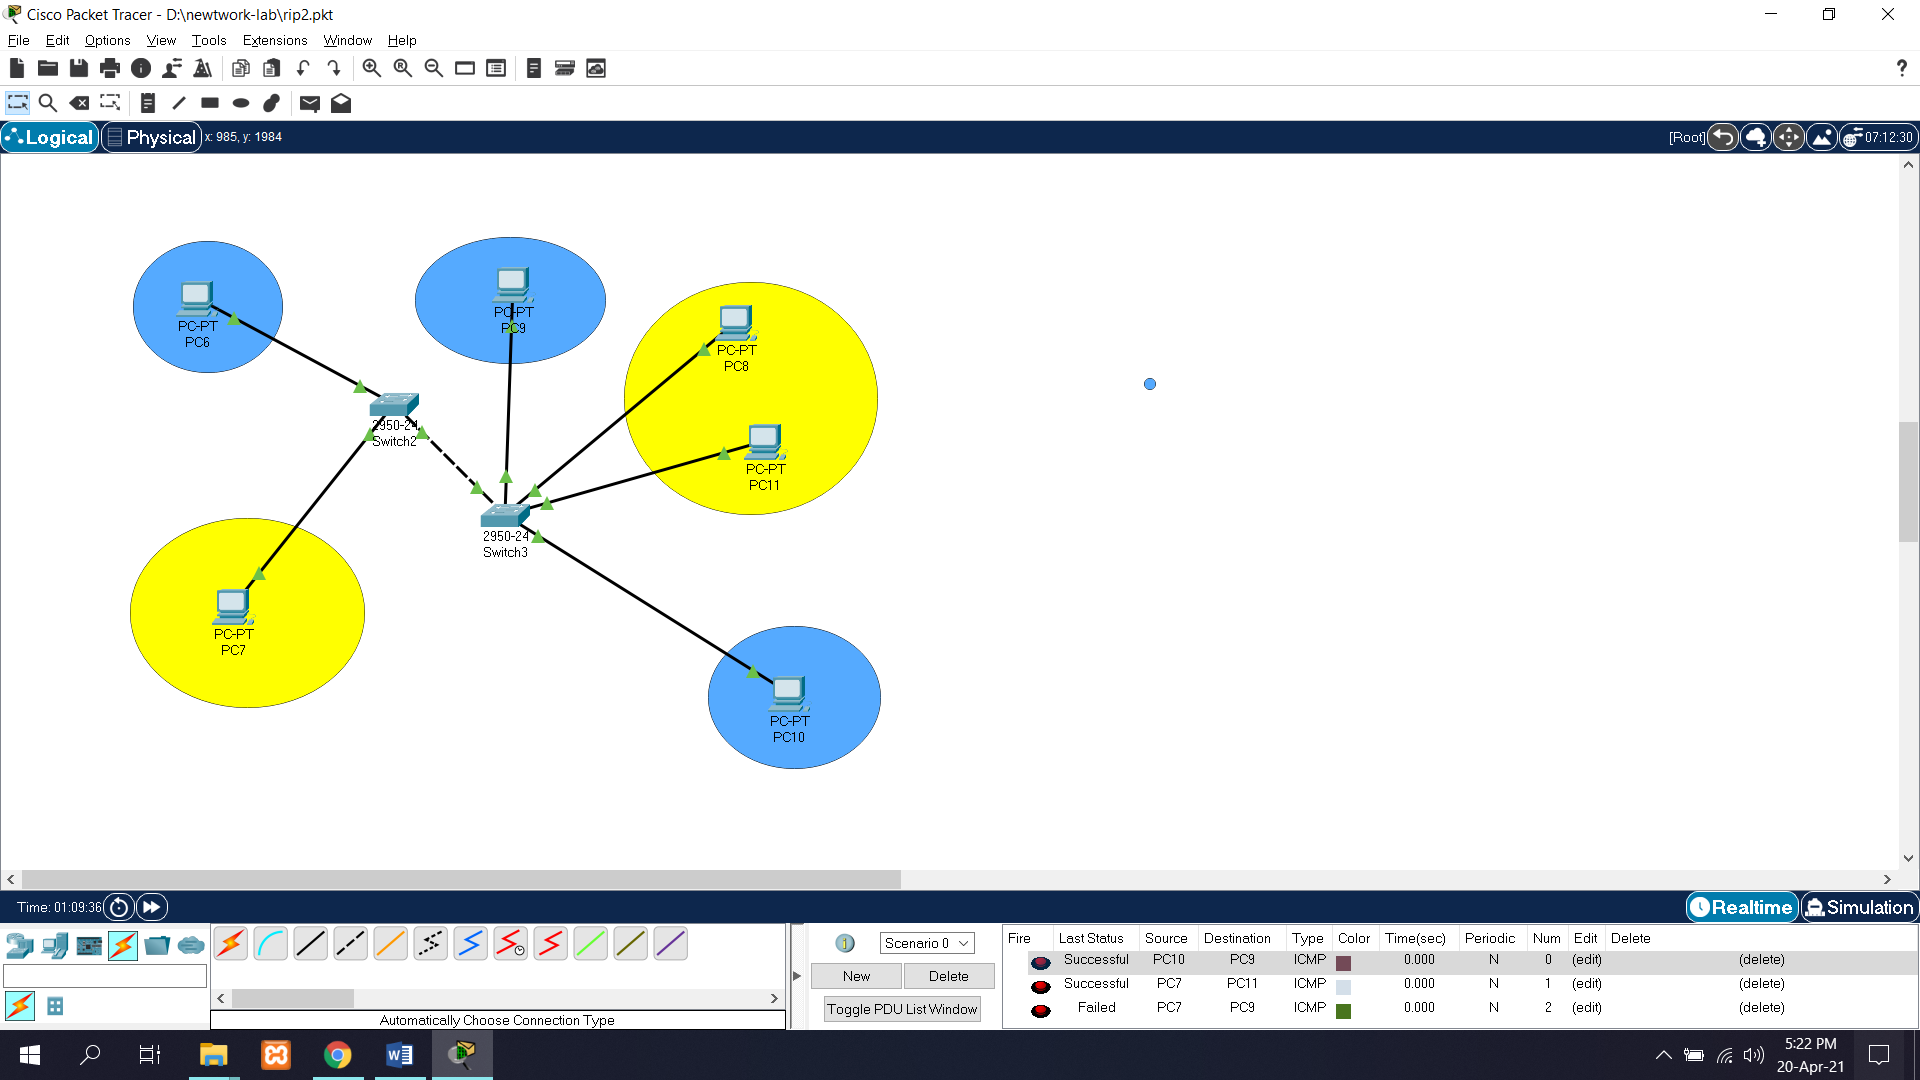 Cisco Packet Tracer - D:\newtwork-lab\rip2.pkt
File Edit Options View Tools Extensions Window Help
?
Logical Physical x: 985, y: 1984 [Root] 07:12:30
PC-PT
PC6
PC-PT
PC9
PC-PT
PC8
2950-24
Switch2
PC-PT
PC11
2950-24
Switch3
PC-PT
PC7
PC-PT
PC10
Time: 01:09:36 Realtime Simulation
1 Scenario 0
New Delete
Toggle PDU List Window
Automatically Choose Connection Type
Fire Last Status Source Destination Type Color Time(sec) Periodic Num Edit Delete
Successful PC10 PC9 ICMP 0.000 N 0 (edit) (delete)
Successful PC7 PC11 ICMP 0.000 N 1 (edit) (delete)
Failed PC7 PC9 ICMP 0.000 N 2 (edit) (delete)
5:22 PM
20-Apr-21